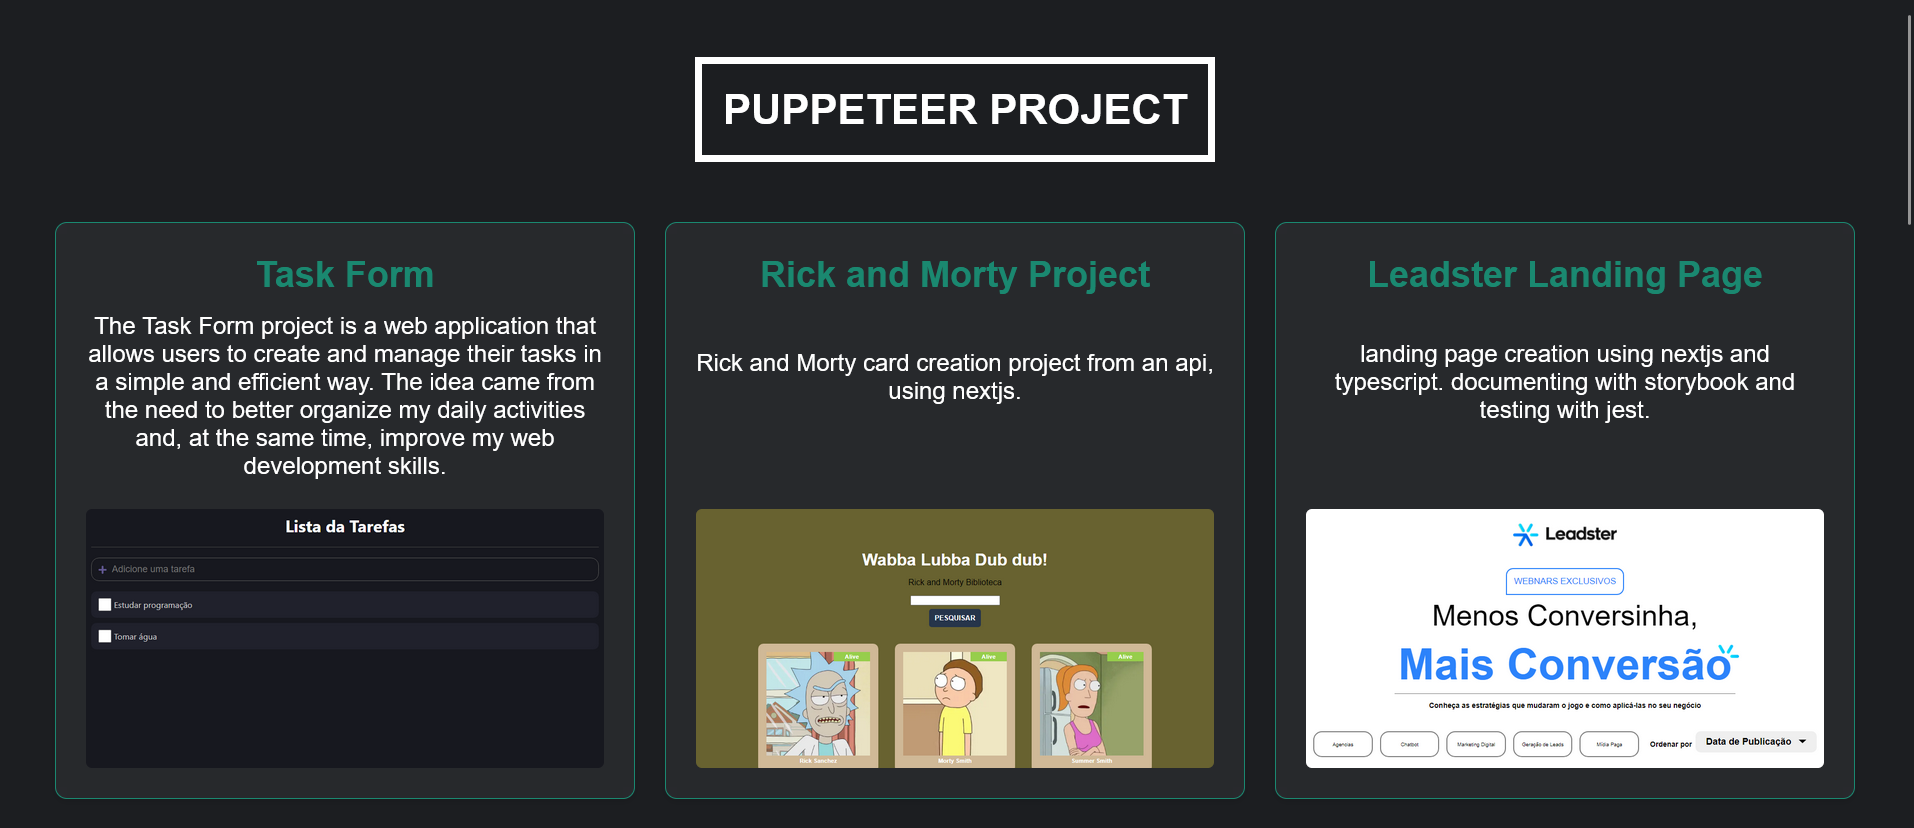 PUPPETEER PROJECT
Task Form
The Task Form project is a web application that
allows users to create and manage their tasks in
a simple and efficient way. The idea came from
the need to better organize my daily activities
and, at the same time, improve my web
development skills.
Lista da Tarefas
+ Adicione uma tarefa
Estudar programação
Tomar água
Rick and Morty Project
Rick and Morty card creation project from an api,
using nextjs.
Wabba Lubba Dub dub!
Rick and Morty Biblioteca
PESQUISAR
Alive
Alive
Alive
Rick Sanchez
Morty Smith
Summer Smith
Leadster Landing Page
landing page creation using nextjs and
typescript. documenting with storybook and
testing with jest.
Leadster
WEBNARS EXCLUSIVOS
Menos Conversinha,
Mais Conversão
Conheça as estratégias que mudaram o jogo e como aplicá-las no seu negócio
Agencias
Chatbot
Marketing Digital
Geração de Leads
Mídia Paga
Ordenar por
Data de Publicação